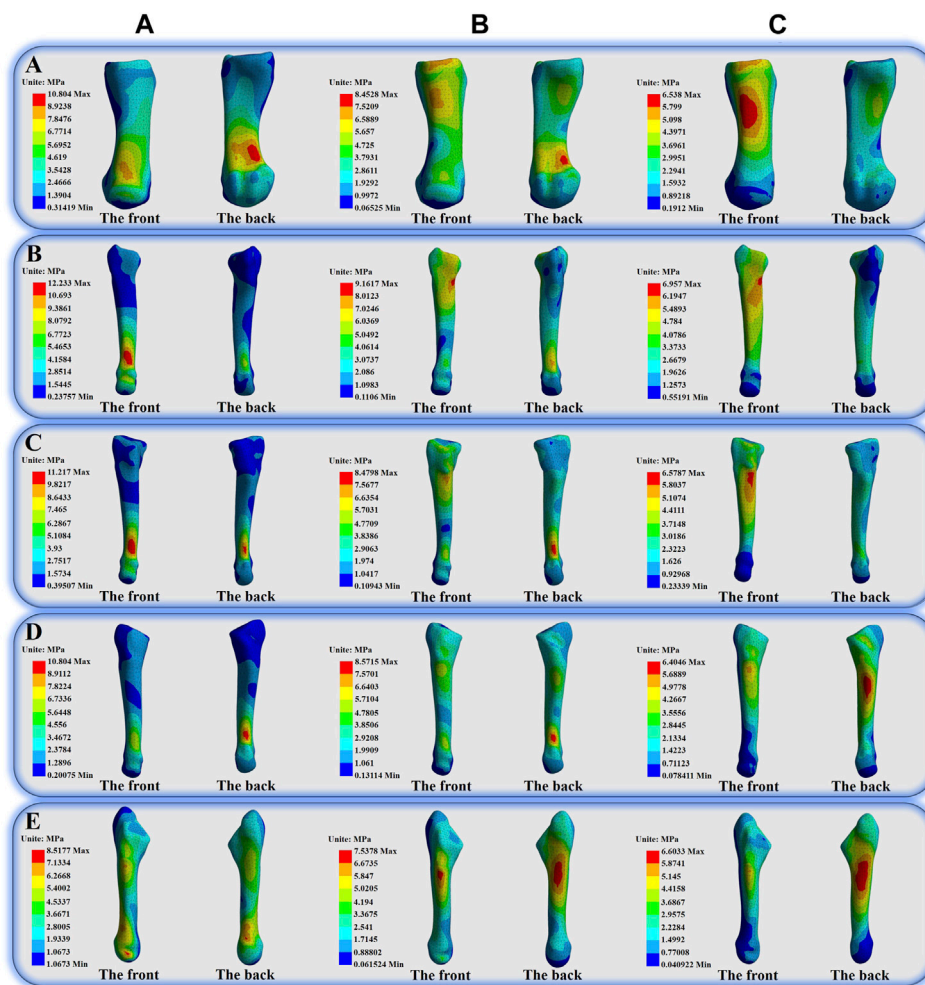 A B C
A
Unite: MPa
10.804 Max
8.9238
7.8476
6.7714
5.6952
4.619
3.5428
2.4666
1.3904
0.31419 Min
The front
The back
Unite: MPa
8.4528 Max
7.5209
6.5889
5.657
4.725
3.7931
2.8611
1.9292
0.9972
0.06525 Min
The front
The back
Unite: MPa
6.538 Max
5.799
5.098
4.3971
3.6961
2.9951
2.2941
1.5932
0.89218
0.1912 Min
The front
The back
B
Unite: MPa
12.233 Max
10.693
9.3861
8.0792
6.7723
5.4653
4.1584
2.8514
1.5445
0.23757 Min
The front
The back
Unite: MPa
9.1617 Max
8.0123
7.0246
6.0369
5.0492
4.0614
3.0737
2.086
1.0983
0.1106 Min
The front
The back
Unite: MPa
6.957 Max
6.1947
5.4893
4.784
4.0786
3.3733
2.6679
1.9626
1.2573
0.55191 Min
The front
The back
C
Unite: MPa
11.217 Max
9.8217
8.6433
7.465
6.2867
5.1084
3.93
2.7517
1.5734
0.39507 Min
The front
The back
Unite: MPa
8.4798 Max
7.5677
6.6354
5.7031
4.7709
3.8386
2.9063
1.974
1.0417
0.10943 Min
The front
The back
Unite: MPa
6.5787 Max
5.8037
5.1074
4.4111
3.7148
3.0186
2.3223
1.626
0.92968
0.23339 Min
The front
The back
D
Unite: MPa
10.804 Max
8.9112
7.8224
6.7336
5.6448
4.556
3.4672
2.3784
1.2896
0.20075 Min
The front
The back
Unite: MPa
8.5715 Max
7.5701
6.6403
5.7104
4.7805
3.8506
2.9208
1.9909
1.061
0.13114 Min
The front
The back
Unite: MPa
6.4046 Max
5.6889
4.9778
4.2667
3.5556
2.8445
2.1334
1.4223
0.71123
0.078411 Min
The front
The back
E
Unite: MPa
8.5177 Max
7.1334
6.2668
5.4002
4.5337
3.6671
2.8005
1.9339
1.0673
1.0673 Min
The front
The back
Unite: MPa
7.5378 Max
6.6735
5.847
5.0205
4.194
3.3675
2.541
1.7145
0.88802
0.061524 Min
The front
The back
Unite: MPa
6.6033 Max
5.8741
5.145
4.4158
3.6867
2.9575
2.2284
1.4992
0.77008
0.040922 Min
The front
The back